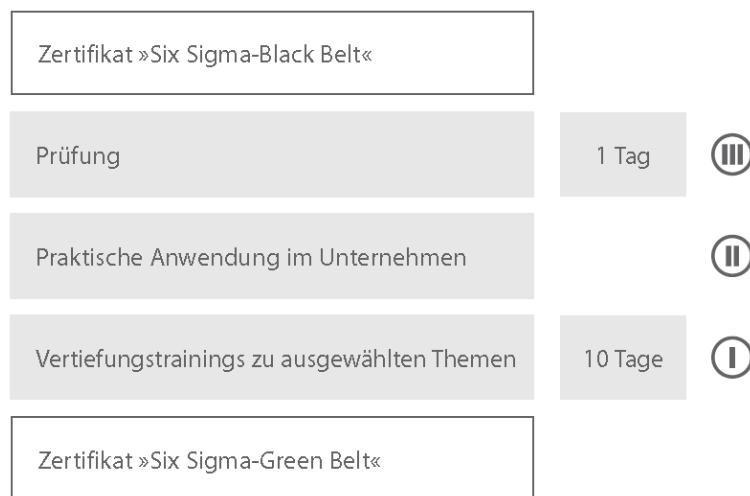 Zertifikat »Six Sigma-Black Belt«
Prüfung 1 Tag III
Praktische Anwendung im Unternehmen II
Vertiefungstrainings zu ausgewählten Themen 10 Tage I
Zertifikat »Six Sigma-Green Belt«